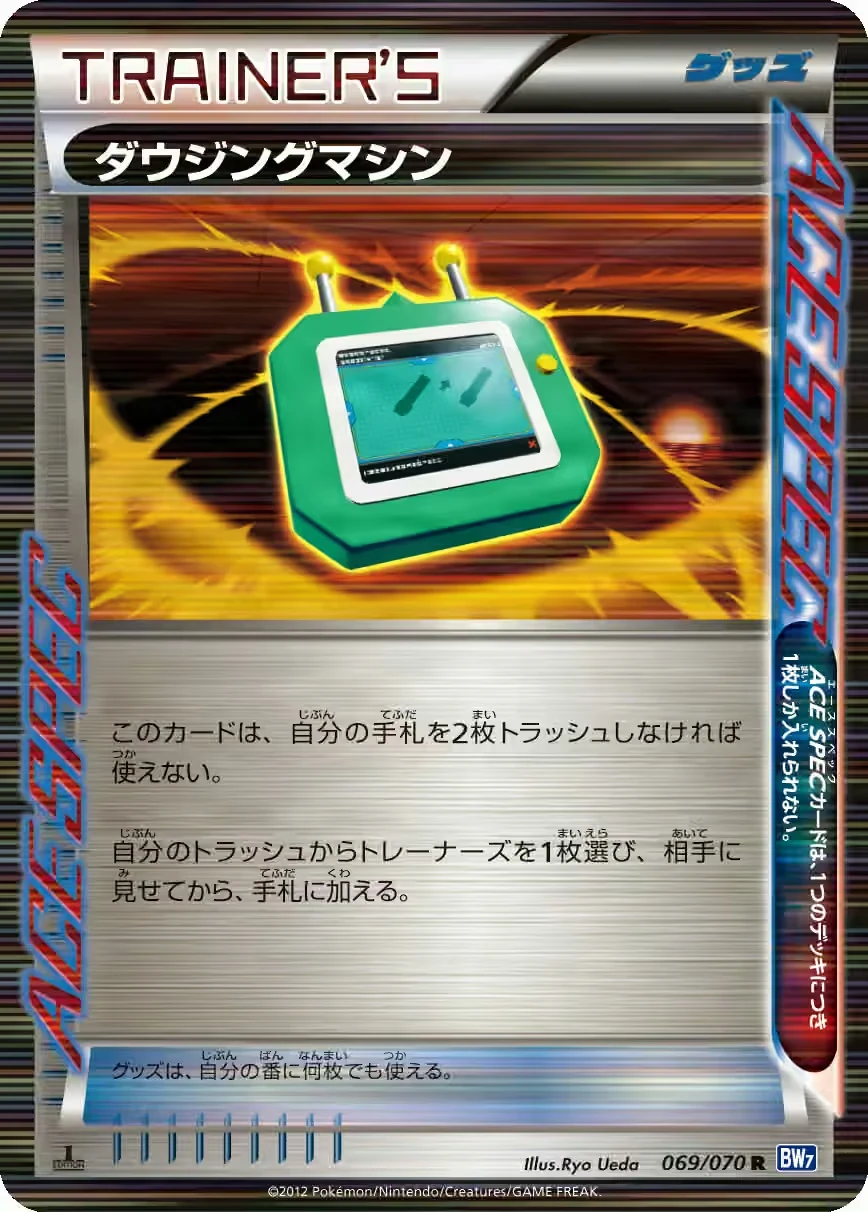 TRAINER'S
グッズ
ダウジングマシン
ACE SPEC
ACE SPEC
ACE SPECカードは、1つのデッキにつき
1枚しか入れられない。
このカードは、自分の手札を2枚トラッシュしなければ
使えない。
自分のトラッシュからトレーナーズを1枚選び、相手に
見せてから、手札に加える。
グッズは、自分の番に何枚でも使える。
1 EDITION
Illus.Ryo Ueda 069/070 R BW7
©2012 Pokémon/Nintendo/Creatures/GAME FREAK.